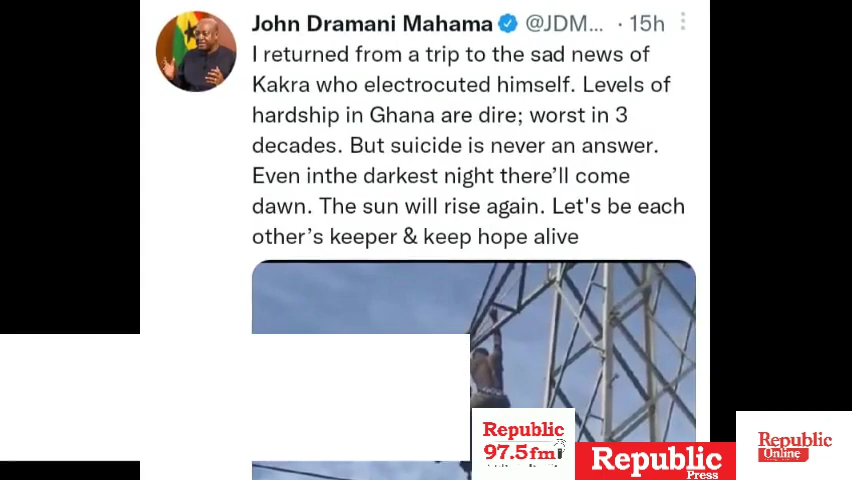 John Dramani Mahama @JDM... · 15h
I returned from a trip to the sad news of
Kakra who electrocuted himself. Levels of
hardship in Ghana are dire; worst in 3
decades. But suicide is never an answer.
Even inthe darkest night there'll come
dawn. The sun will rise again. Let's be each
other's keeper & keep hope alive
Republic
97.5fm
Republic
Press
Republic
Online